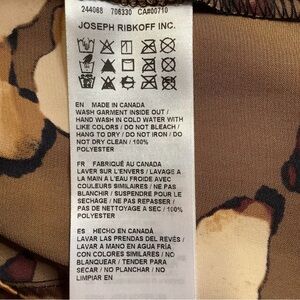 244068 706330 CA#00710
JOSEPH RIBKOFF INC.
EN MADE IN CANADA
WASH GARMENT INSIDE OUT /
HAND WASH IN COLD WATER WITH
LIKE COLORS / DO NOT BLEACH /
HANG TO DRY / DO NOT IRON / DO
NOT DRY CLEAN / 100%
POLYESTER
FR FABRIQUÉ AU CANADA
LAVER SUR L'ENVERS / LAVAGE A
LA MAIN A L'EAU FROIDE AVEC
COULEURS SIMILAIRES / NE PAS
BLANCHIR / SUSPENDRE POUR LE
SECHAGE / NE PAS REPASSER /
PAS DE NETTOYAGE A SEC / 100%
POLYESTER
ES HECHO EN CANADÁ
LAVAR LAS PRENDAS DEL REVÉS /
LAVAR A MANO EN AGUA FRÍA
CON COLORES SIMILARES / NO
BLANQUEAR / TENDER PARA
SECAR / NO PLANCHAR / NO
LIMPIAR EN